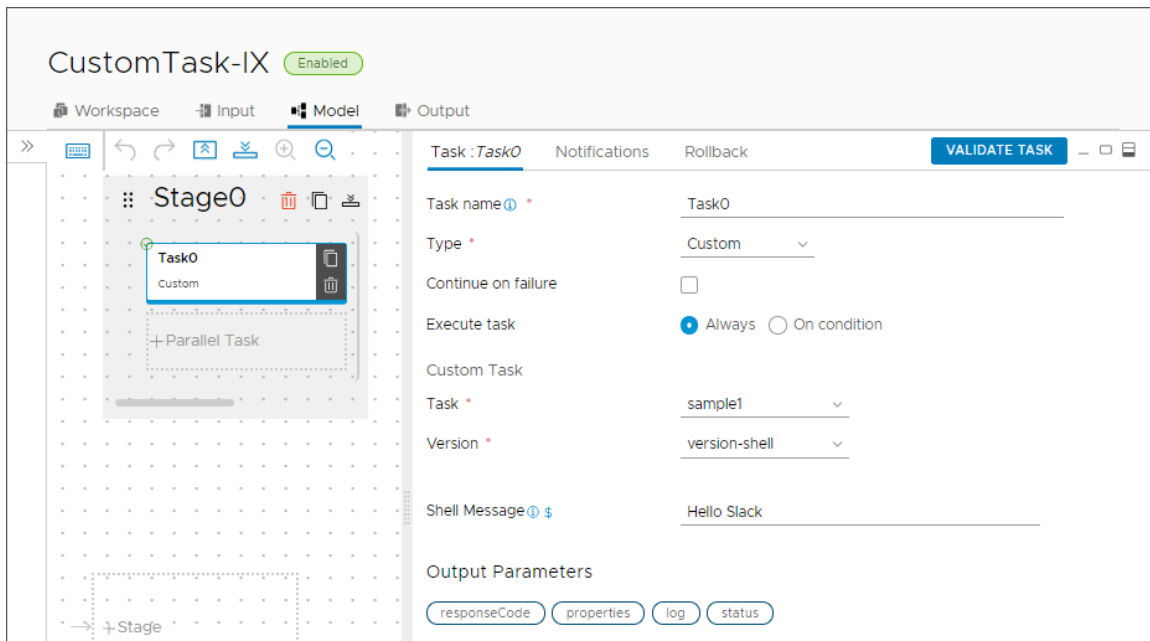 CustomTask-IX Enabled
Workspace Input Model Output
Task :Task0 Notifications Rollback VALIDATE TASK
Stage0
Task0
Custom
+Parallel Task
+Stage
Task name *
Task0
Type *
Custom
Continue on failure
Execute task
Always On condition
Custom Task
Task *
sample1
Version *
version-shell
Shell Message $
Hello Slack
Output Parameters
responseCode properties log status